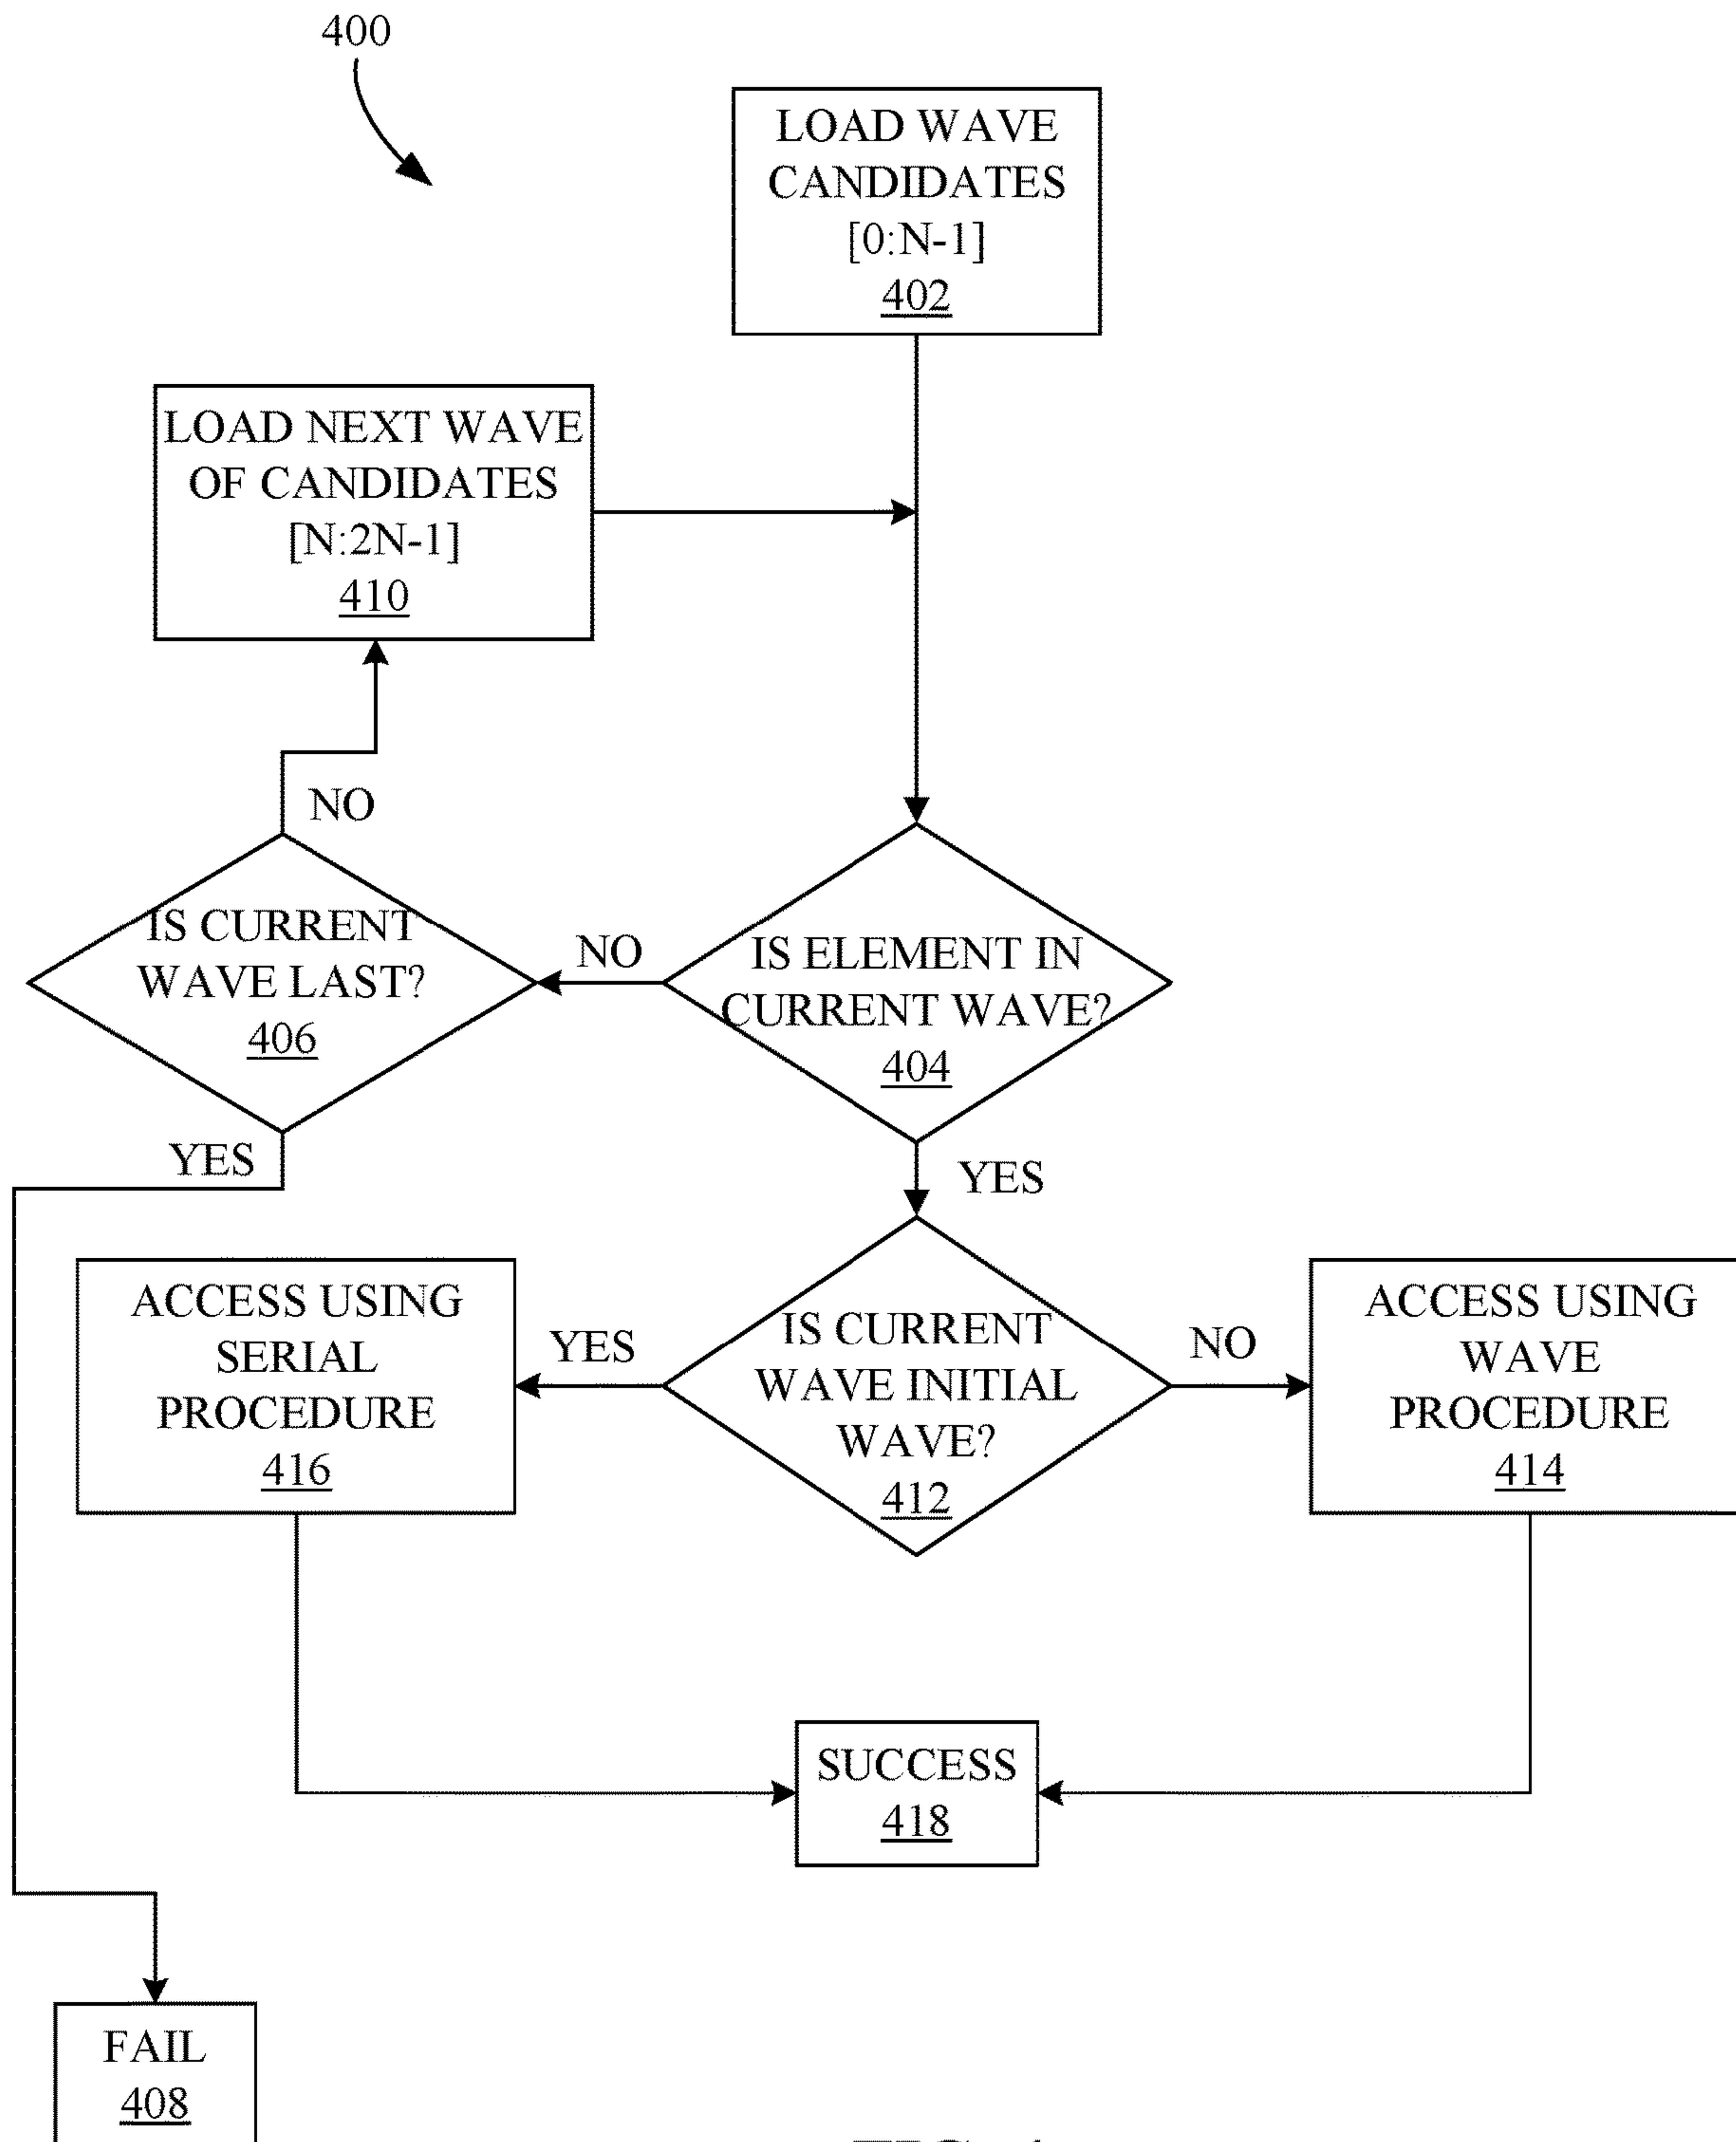 400
LOAD WAVE
CANDIDATES
[0:N-1]
402
LOAD NEXT WAVE
OF CANDIDATES
[N:2N-1]
410
NO
IS CURRENT
WAVE LAST?
406
NO
IS ELEMENT IN
CURRENT WAVE?
404
YES
YES
ACCESS USING
SERIAL
PROCEDURE
416
YES
IS CURRENT
WAVE INITIAL
WAVE?
412
NO
ACCESS USING
WAVE
PROCEDURE
414
SUCCESS
418
FAIL
408